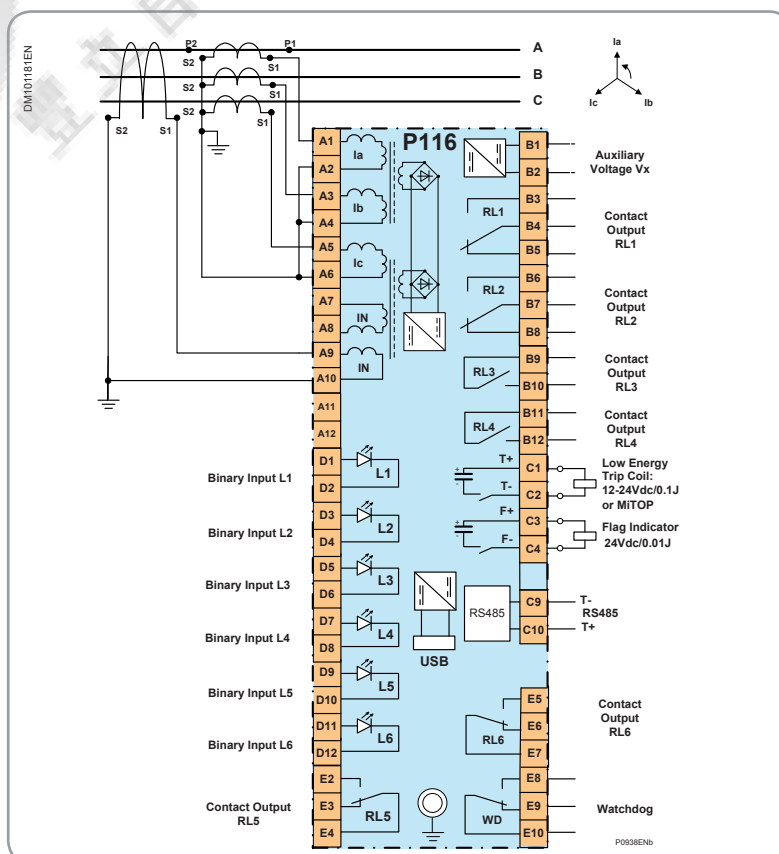 DM101181EN
P2 P1 A
S2 S1
B
S2 S1
C
S2 S1
S2 S1
Ia
Ic Ib
P116
A1
Ia
A2
A3
Ib
A4
A5
Ic
A6
A7
IN
A8
A9
IN
A10
A11
A12
B1
B2
Auxiliary
Voltage Vx
B3
RL1
B4
B5
Contact
Output
RL1
B6
RL2
B7
B8
Contact
Output
RL2
B9
RL3
B10
Contact
Output
RL3
B11
RL4
B12
Contact
Output
RL4
T+ C1
T- C2
Low Energy
Trip Coil:
12-24Vdc/0.1J
or MiTOP
F+ C3
F- C4
Flag Indicator
24Vdc/0.01J
Binary Input L1
D1
L1
D2
Binary Input L2
D3
L2
D4
Binary Input L3
D5
L3
D6
Binary Input L4
D7
L4
D8
Binary Input L5
D9
L5
D10
Binary Input L6
D11
L6
D12
USB
RS485
C9 T-
RS485
C10 T+
E5
E6
RL6
E7
Contact
Output
RL6
Contact Output
RL5
E2
E3
RL5
E4
E8
E9
WD
E10
Watchdog
P0938ENb